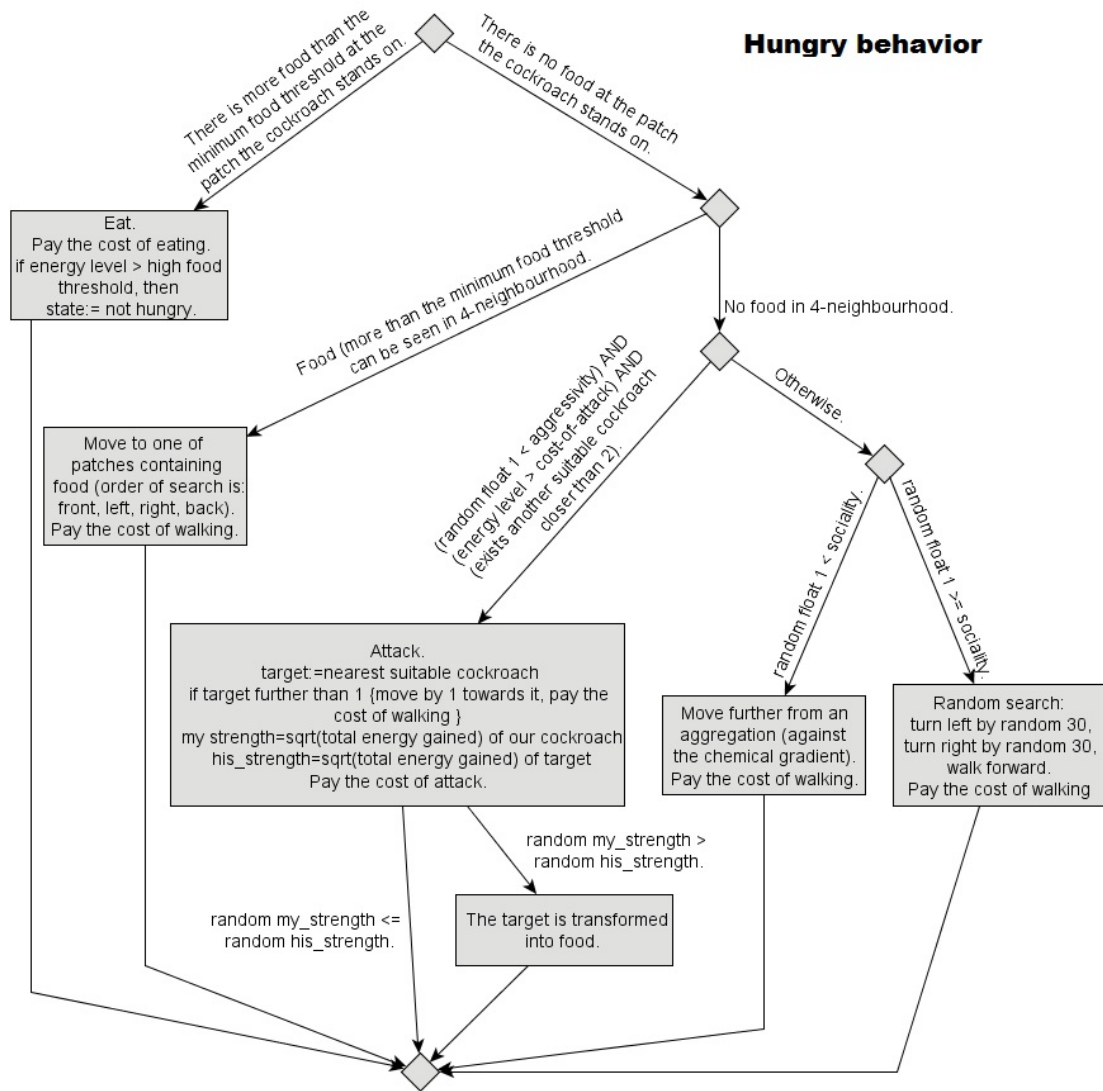 Hungry behavior
There is more food than the
minimum food threshold at the
patch the cockroach stands on.
There is no food at the patch
the cockroach stands on.
Eat.
Pay the cost of eating.
if energy level > high food
threshold, then
state:= not hungry.
Food (more than the minimum food threshold
can be seen in 4-neighbourhood.
No food in 4-neighbourhood.
Move to one of
patches containing
food (order of search is:
front, left, right, back).
Pay the cost of walking.
(random float 1 < aggressivity) AND
(energy level > cost-of-attack) AND
(exists another suitable cockroach
closer than 2).
Otherwise.
random float 1 < sociality.
random float 1 >= sociality.
Attack.
target:=nearest suitable cockroach
if target further than 1 {move by 1 towards it, pay the
cost of walking }
my strength=sqrt(total energy gained) of our cockroach
his_strength=sqrt(total energy gained) of target
Pay the cost of attack.
Move further from an
aggregation (against
the chemical gradient).
Pay the cost of walking.
Random search:
turn left by random 30,
turn right by random 30,
walk forward.
Pay the cost of walking
random my_strength >
random his_strength.
random my_strength <=
random his_strength.
The target is transformed
into food.